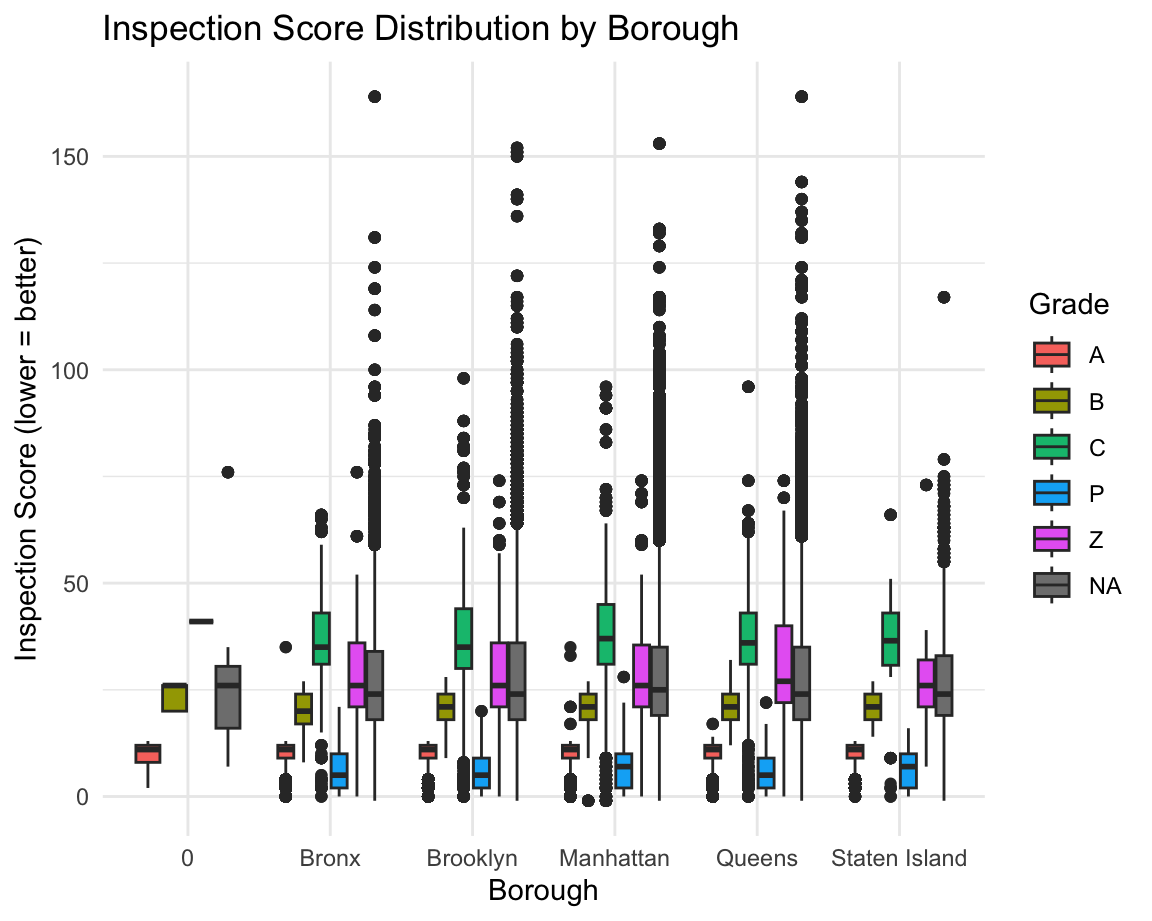 Inspection Score Distribution by Borough
Inspection Score (lower = better)
150
100
50
0
0 Bronx Brooklyn Manhattan Queens Staten Island
Borough
Grade
A
B
C
P
Z
NA